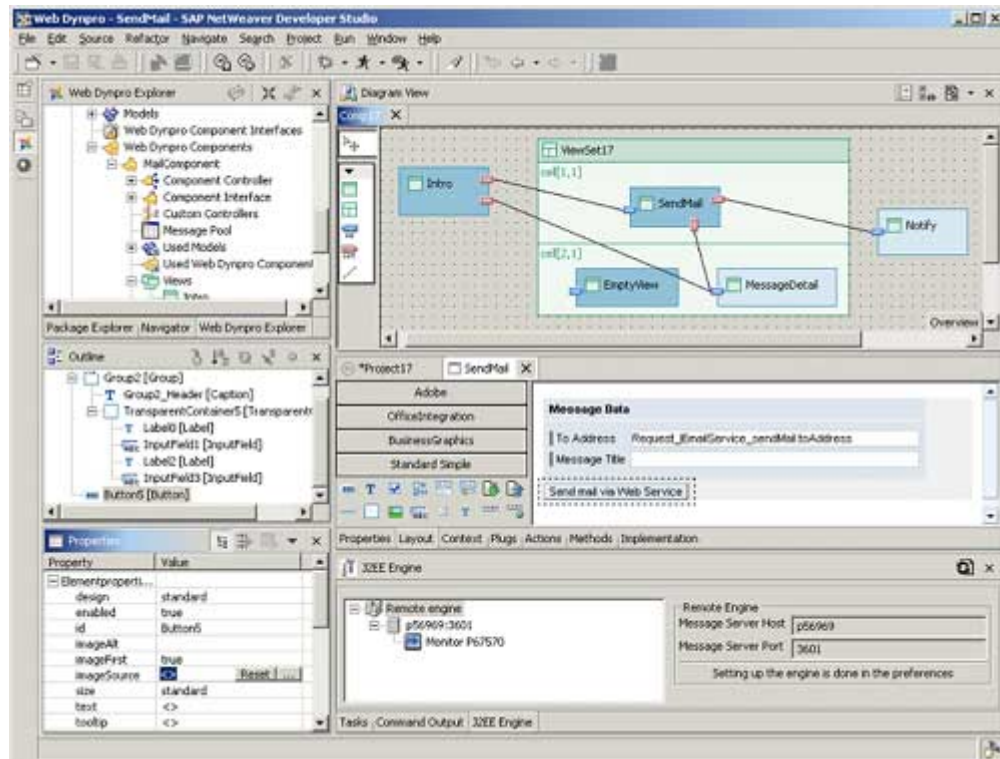 Web Dynpro - SendMail - SAP NetWeaver Developer Studio
File Edit Source Refactor Navigate Search Project Run Window Help
Web Dynpro Explorer
Models
Web Dynpro Component Interfaces
Web Dynpro Components
MailComponent
Component Controller
Component Interface
Custom Controllers
Message Pool
Used Models
Used Web Dynpro Component
Views
Intro
Package Explorer Navigator Web Dynpro Explorer
Diagram View
ViewSet17
cell[1,1]
Intro
SendMail
Notify
cell[2,1]
EmptyView
MessageDetail
Overview
Outline
Group2 [Group]
Group2_Header [Caption]
TransparentContainer5 [Transparent
Label0 [Label]
InputField1 [InputField]
Label2 [Label]
InputField3 [InputField]
Button5 [Button]
*Project17 SendMail
Adobe
OfficeIntegration
BusinessGraphics
Standard Simple
Message Data
To Address Request_IEmailService_sendMail.toAddress
Message Title
Send mail via Web Service
Properties Layout Context Plugs Actions Methods Implementation
Properties
Property Value
Elementproperti...
design standard
enabled true
id Button5
imageAlt
imageFirst true
imageSource <> Reset ...
size standard
text <>
tooltip <>
J2EE Engine
Remote engine
p56969:3601
Monitor P67570
Remote Engine
Message Server Host p56969
Message Server Port 3601
Setting up the engine is done in the preferences
Tasks Command Output J2EE Engine